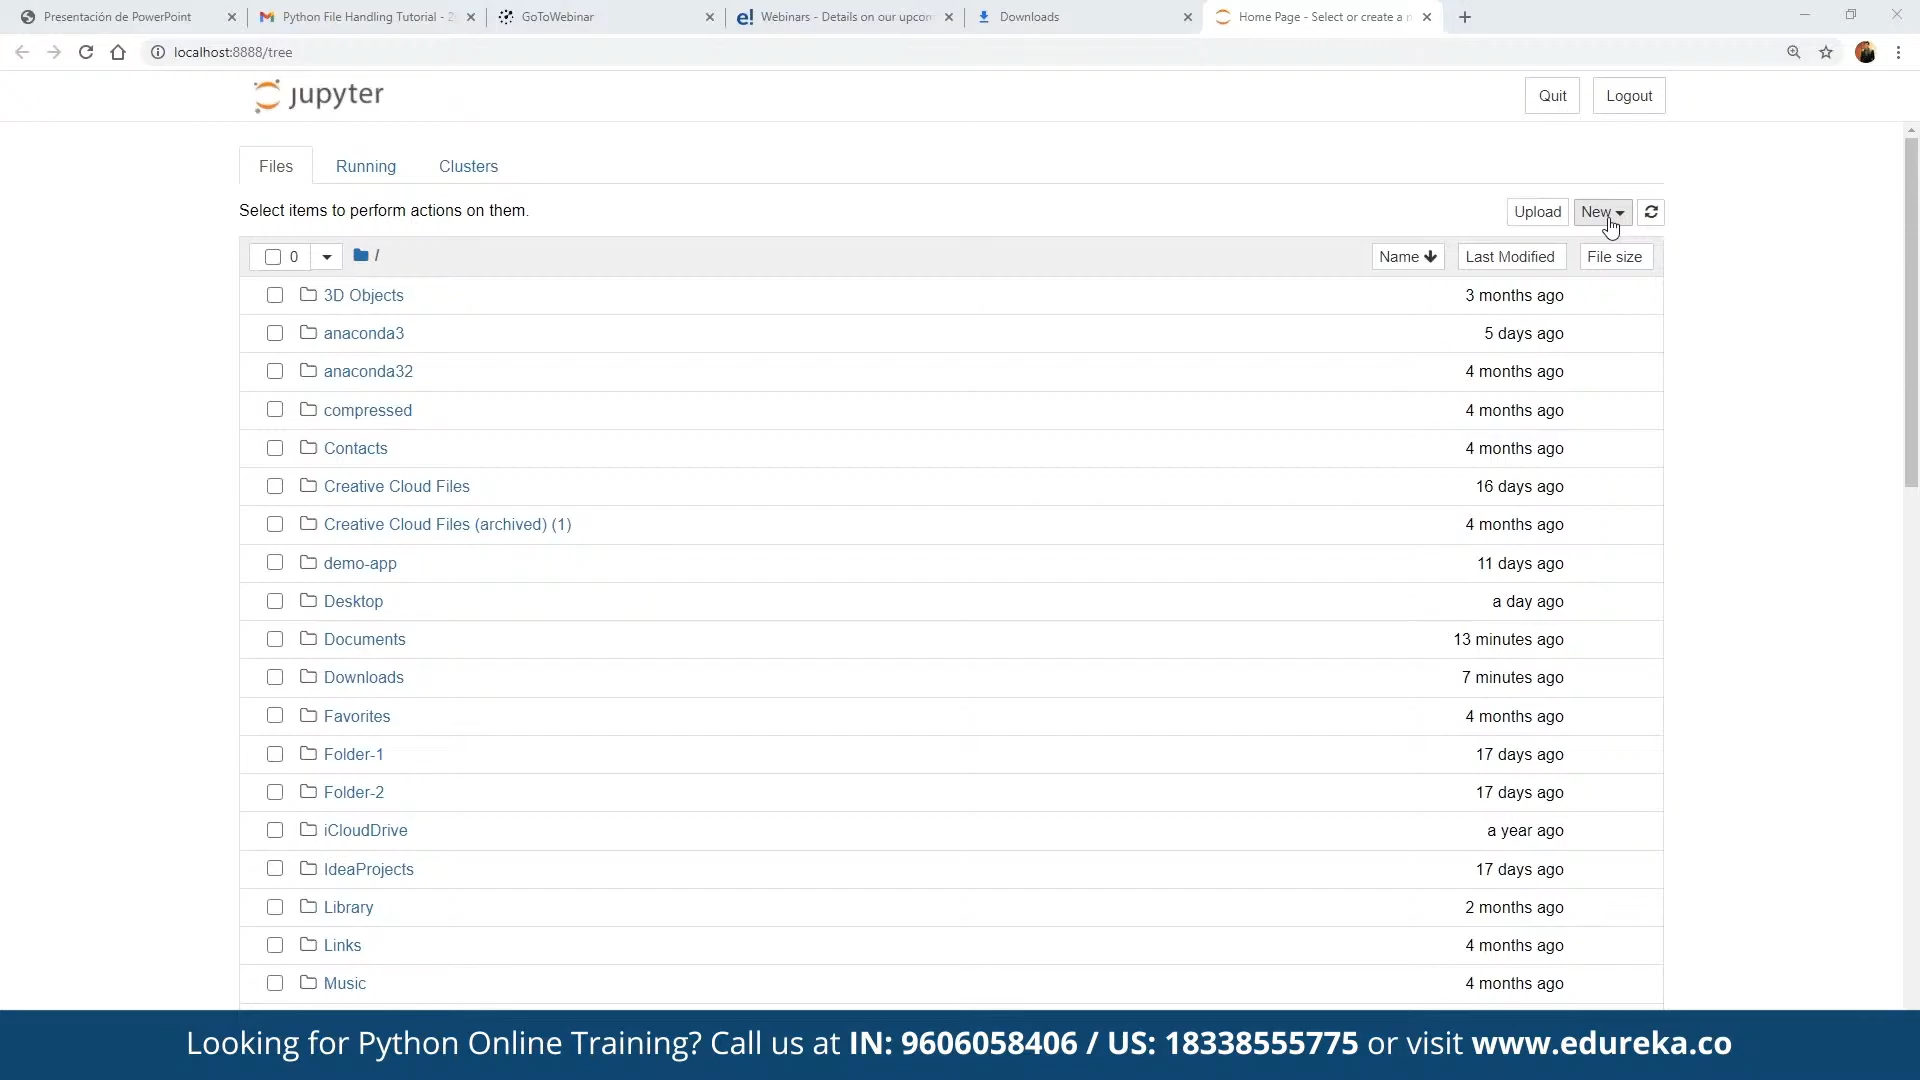 Presentación de PowerPoint
Python File Handling Tutorial - 2
GoToWebinar
e! Webinars - Details on our upcon
Downloads
Home Page - Select or create a n
localhost:8888/tree
jupyter
Quit
Logout
Files
Running
Clusters
Select items to perform actions on them.
Upload
New
0
/
Name
Last Modified
File size
3D Objects
3 months ago
anaconda3
5 days ago
anaconda32
4 months ago
compressed
4 months ago
Contacts
4 months ago
Creative Cloud Files
16 days ago
Creative Cloud Files (archived) (1)
4 months ago
demo-app
11 days ago
Desktop
a day ago
Documents
13 minutes ago
Downloads
7 minutes ago
Favorites
4 months ago
Folder-1
17 days ago
Folder-2
17 days ago
iCloudDrive
a year ago
IdeaProjects
17 days ago
Library
2 months ago
Links
4 months ago
Music
4 months ago
Looking for Python Online Training? Call us at IN: 9606058406 / US: 18338555775 or visit www.edureka.co